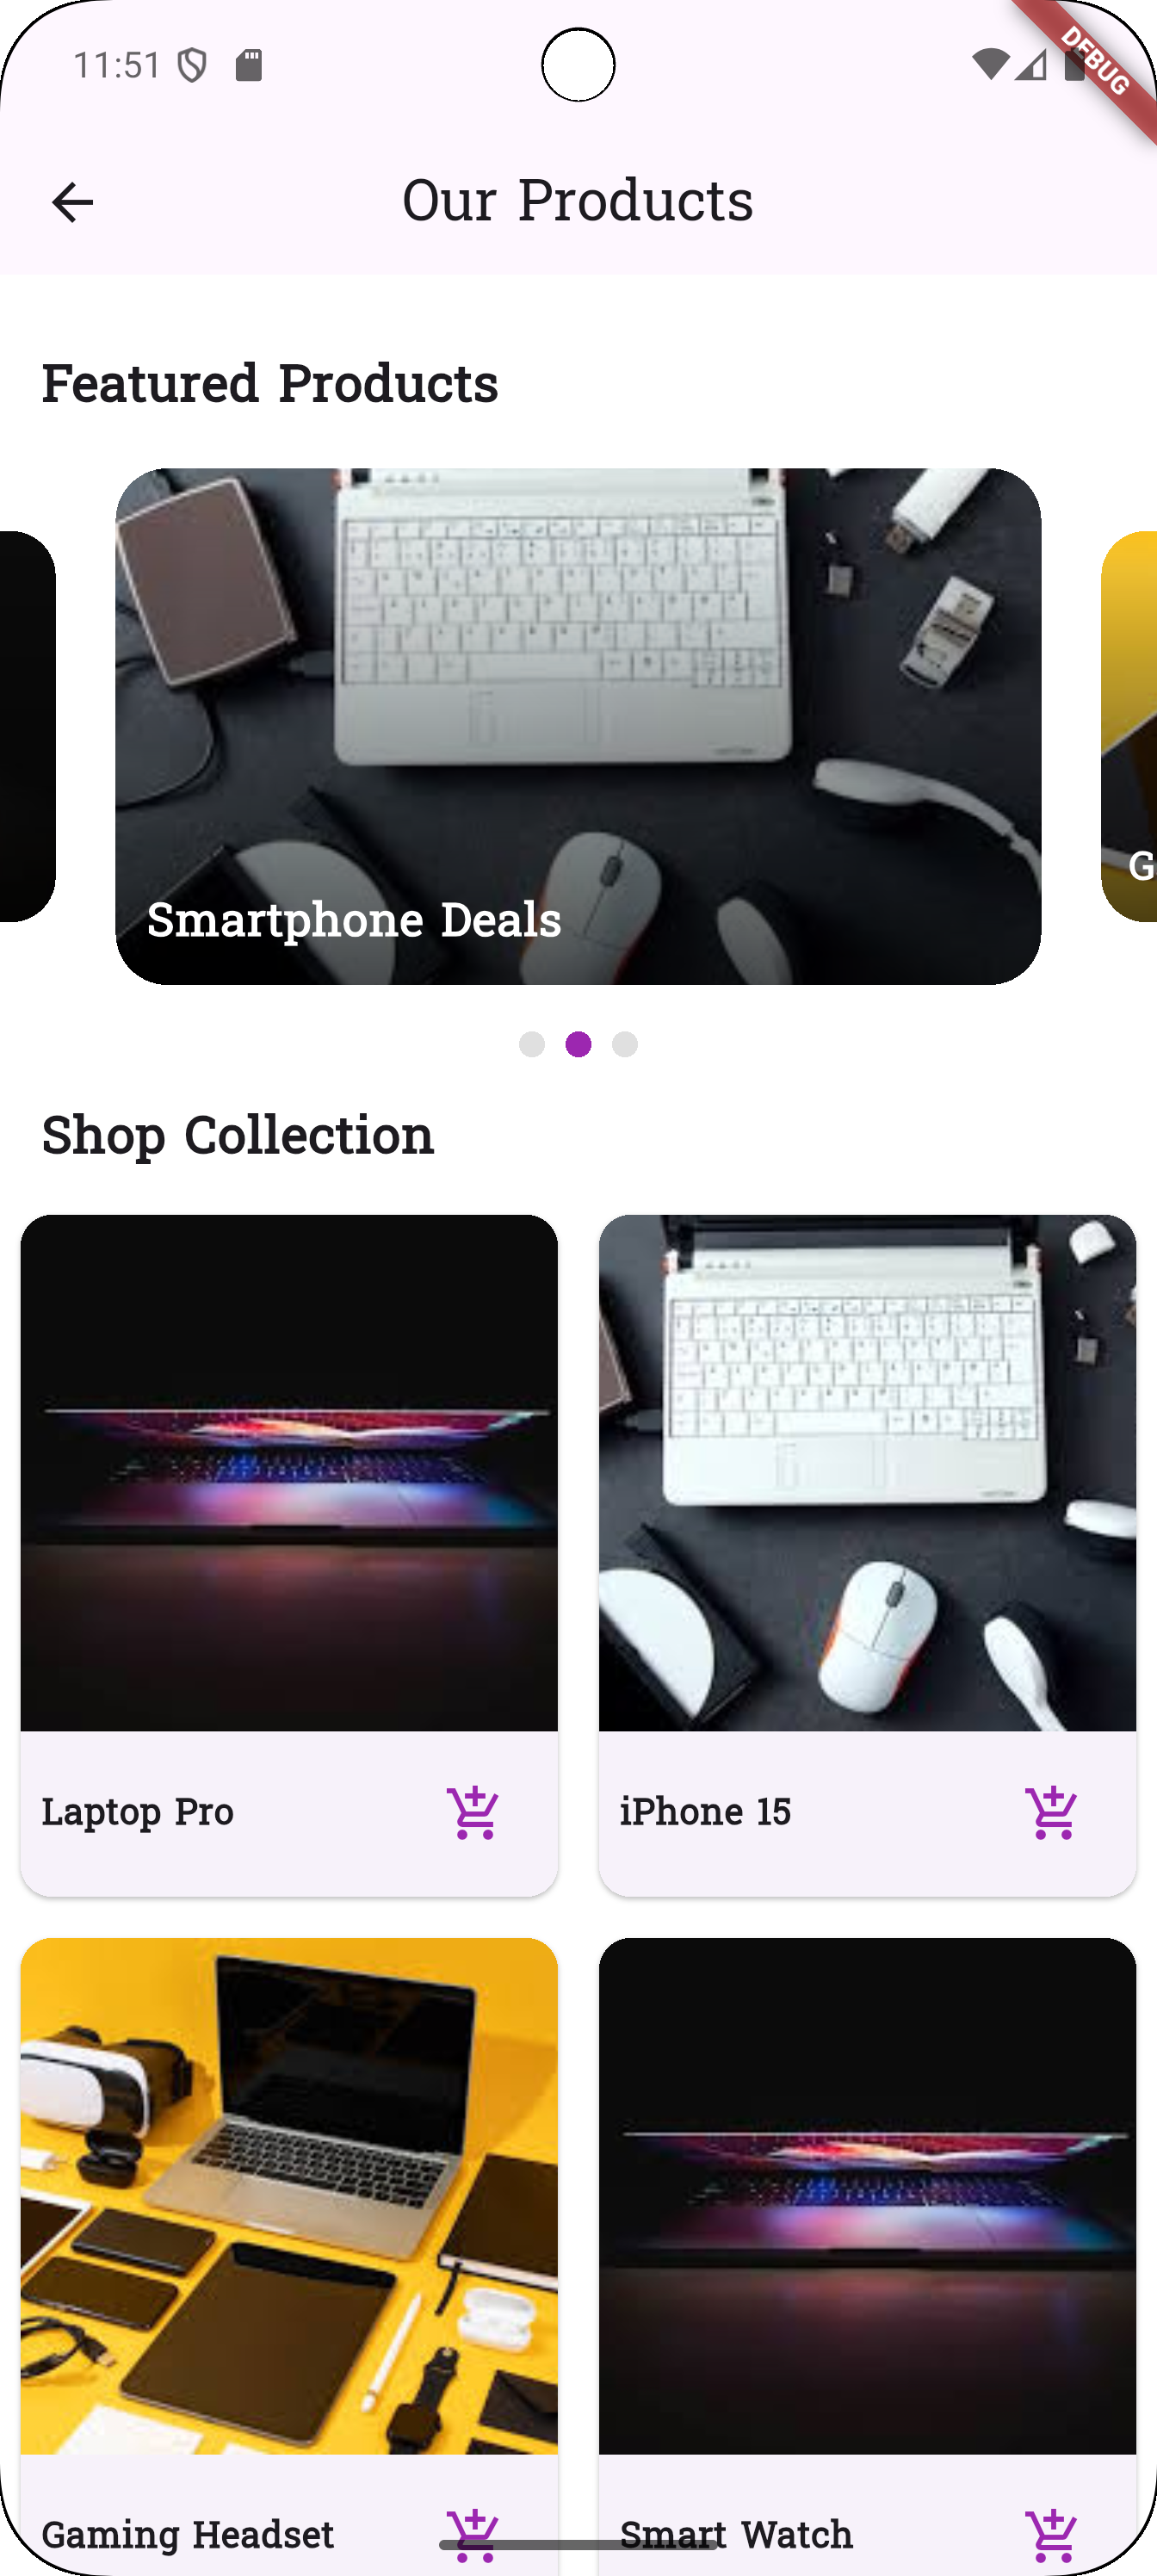 11:51
DEBUG
Our Products
Featured Products
Smartphone Deals
G
Shop Collection
Laptop Pro
iPhone 15
Gaming Headset
Smart Watch